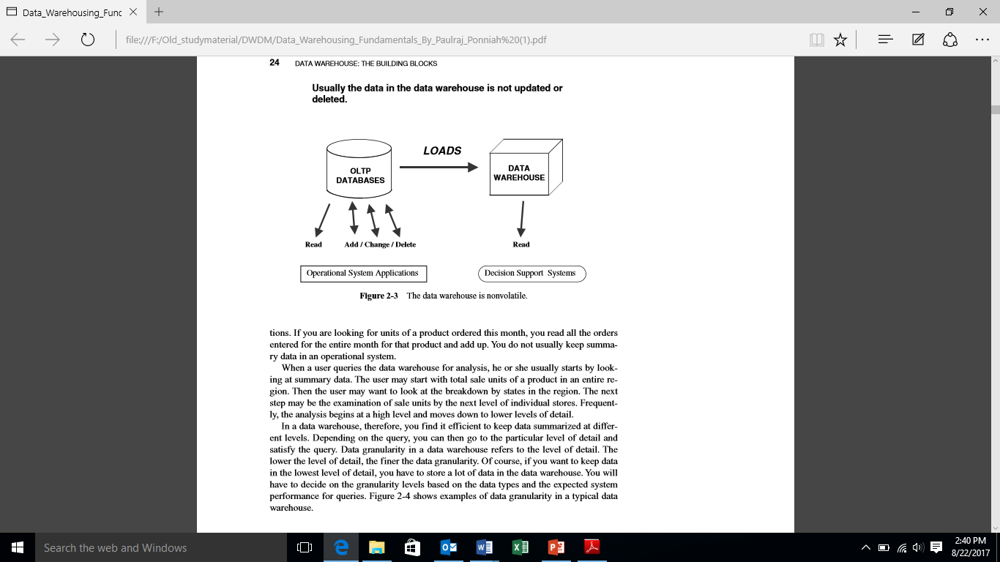 Data_Warehousing_Func
file:///F:/Old_studymaterial/DWDM/Data_Warehousing_Fundamentals_By_Paulraj_Ponniah%20(1).pdf
24 DATA WAREHOUSE: THE BUILDING BLOCKS
Usually the data in the data warehouse is not updated or
deleted.
LOADS
OLTP
DATABASES
DATA
WAREHOUSE
Read Add / Change / Delete Read
Operational System Applications Decision Support Systems
Figure 2-3 The data warehouse is nonvolatile.
tions. If you are looking for units of a product ordered this month, you read all the orders
entered for the entire month for that product and add up. You do not usually keep summa-
ry data in an operational system.
When a user queries the data warehouse for analysis, he or she usually starts by look-
ing at summary data. The user may start with total sale units of a product in an entire re-
gion. Then the user may want to look at the breakdown by states in the region. The next
step may be the examination of sale units by the next level of individual stores. Frequent-
ly, the analysis begins at a high level and moves down to lower levels of detail.
In a data warehouse, therefore, you find it efficient to keep data summarized at differ-
ent levels. Depending on the query, you can then go to the particular level of detail and
satisfy the query. Data granularity in a data warehouse refers to the level of detail. The
lower the level of detail, the finer the data granularity. Of course, if you want to keep data
in the lowest level of detail, you have to store a lot of data in the data warehouse. You will
have to decide on the granularity levels based on the data types and the expected system
performance for queries. Figure 2-4 shows examples of data granularity in a typical data
warehouse.
Search the web and Windows
2:40 PM
8/22/2017